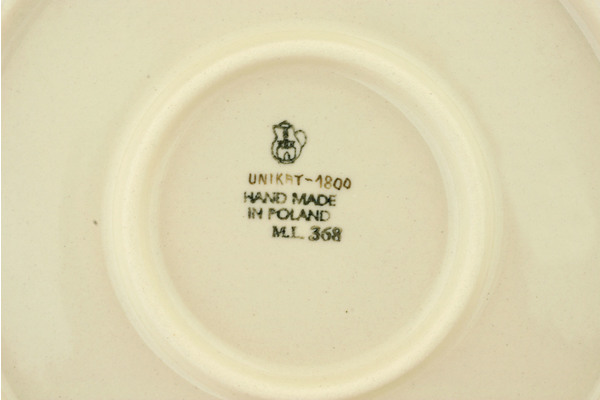 UNIKAT-1800
HAND MADE
IN POLAND
M.L. 368